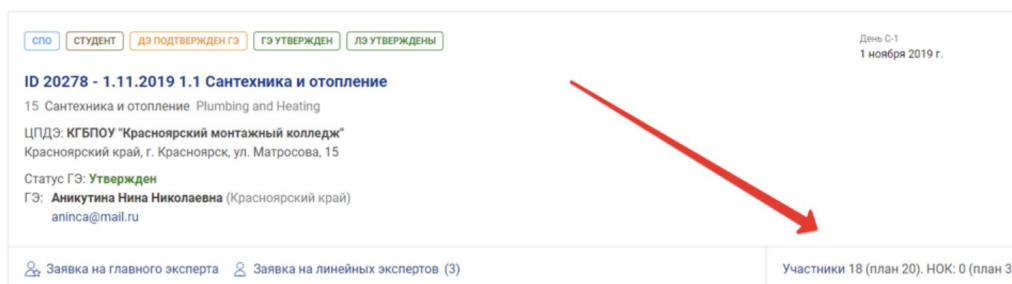 СПО СТУДЕНТ ДЭ ПОДТВЕРЖДЕН ГЭ ГЭ УТВЕРЖДЕН ЛЭ УТВЕРЖДЕНЫ
День С-1
1 ноября 2019 г.
ID 20278 - 1.11.2019 1.1 Сантехника и отопление
15 Сантехника и отопление Plumbing and Heating
ЦПДЭ: КГБПОУ "Красноярский монтажный колледж"
Красноярский край, г. Красноярск, ул. Матросова, 15
Статус ГЭ: Утвержден
ГЭ: Аникутина Нина Николаевна (Красноярский край)
aninca@mail.ru
Заявка на главного эксперта Заявка на линейных экспертов (3)
Участники 18 (план 20). НОК: 0 (план 3